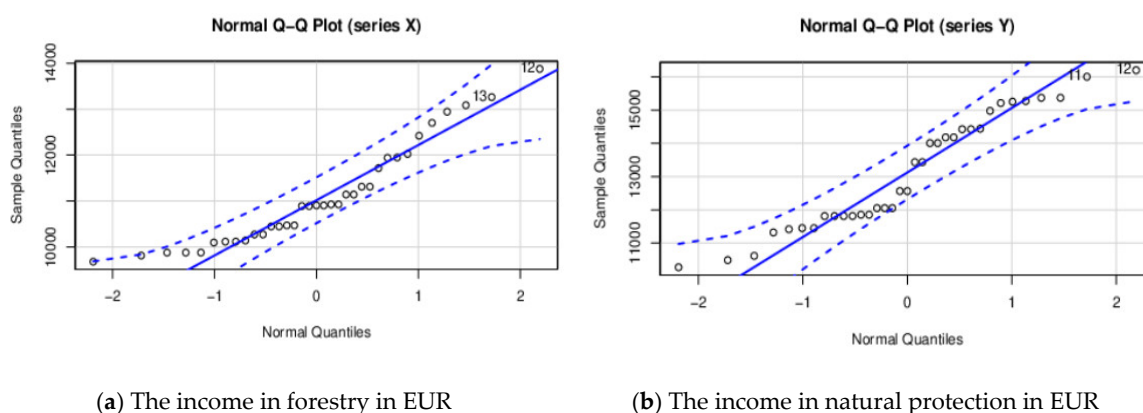 Normal Q-Q Plot (series X)
Sample Quantiles
14000
12000
10000
12
13
-2 -1 0 1 2
Normal Quantiles
(a) The income in forestry in EUR
Normal Q-Q Plot (series Y)
Sample Quantiles
15000
13000
11000
11
12
-2 -1 0 1 2
Normal Quantiles
(b) The income in natural protection in EUR